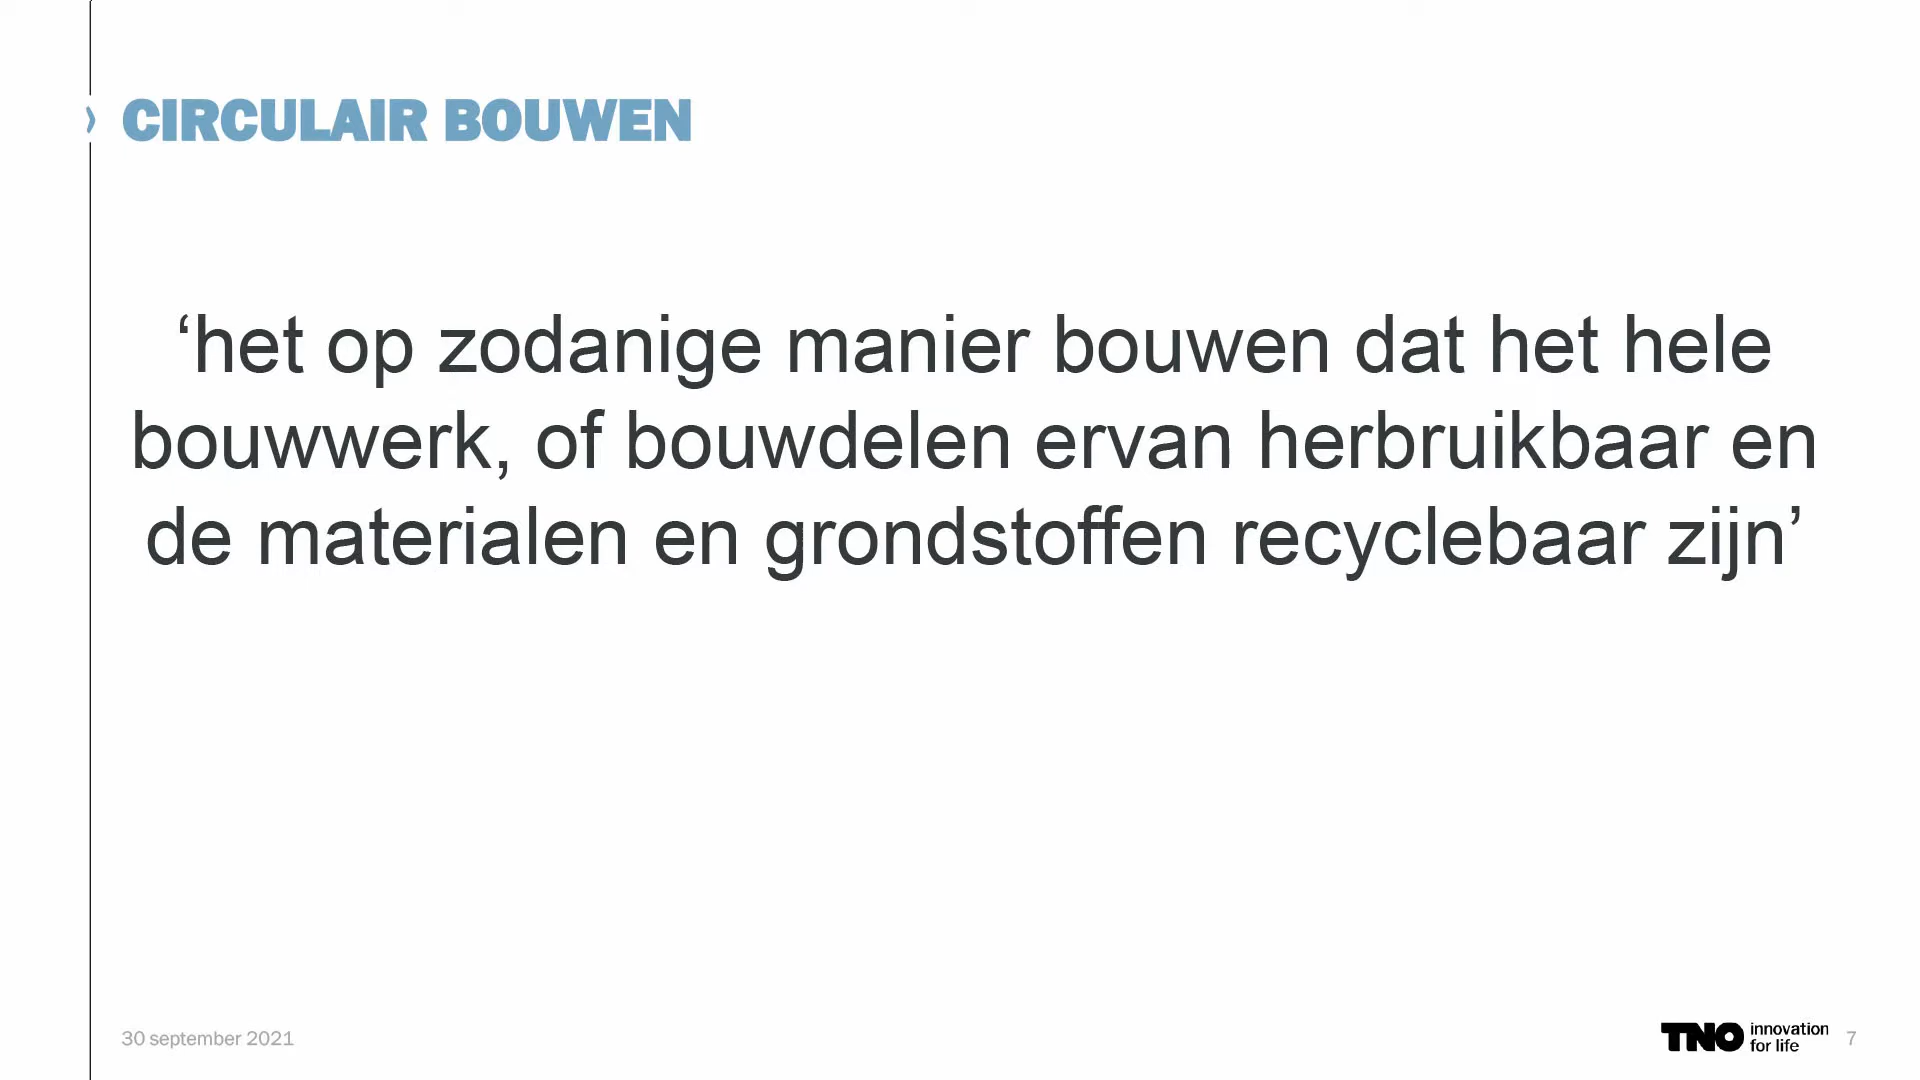 CIRCULAIR BOUWEN
‘het op zodanige manier bouwen dat het hele
bouwwerk, of bouwdelen ervan herbruikbaar en
de materialen en grondstoffen recyclebaar zijn’
30 september 2021
TNO innovation
for life
7